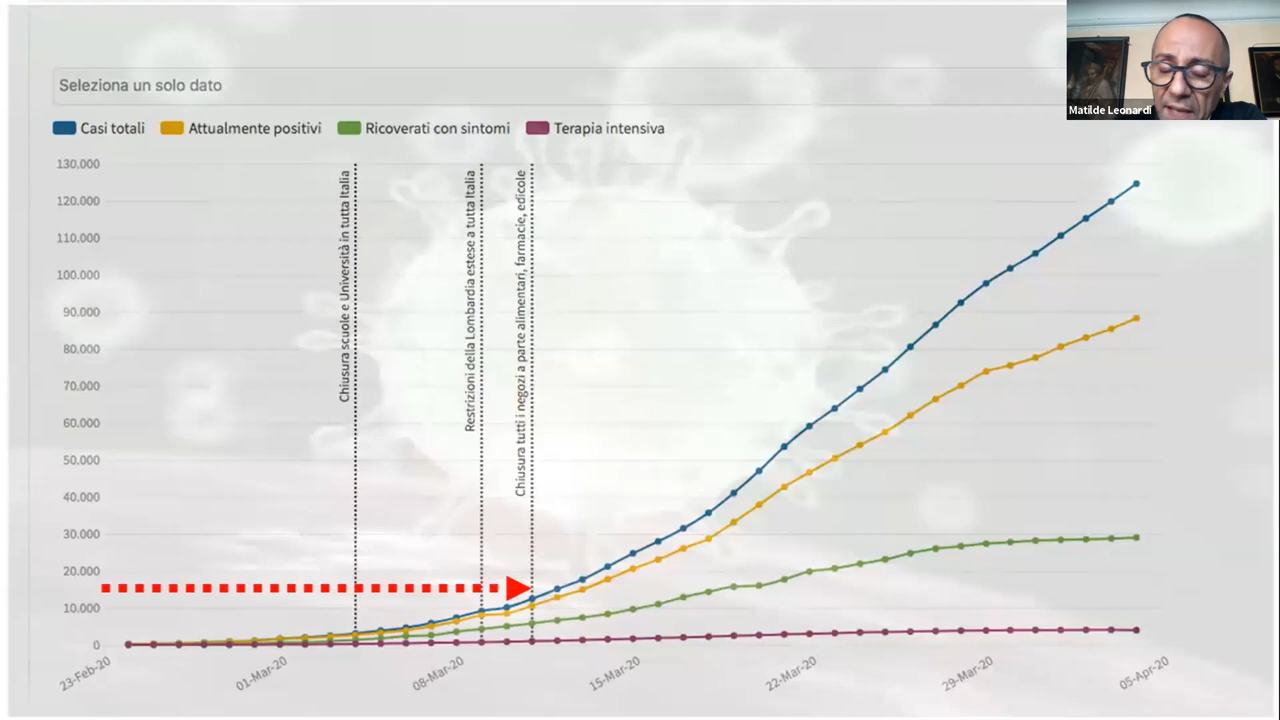 Seleziona un solo dato
Matilde Leonardi
Casi totali
Attualmente positivi
Ricoverati con sintomi
Terapia intensiva
130.000
120.000
110.000
100.000
90.000
80.000
70.000
60.000
50.000
40.000
30.000
20.000
10.000
0
Chiusura scuole e Università in tutta Italia
Restrizioni della Lombardia estese a tutta Italia
Chiusura tutti i negozi a parte alimentari, farmacie, edicole
23-Feb-20
01-Mar-20
08-Mar-20
15-Mar-20
22-Mar-20
29-Mar-20
05-Apr-20